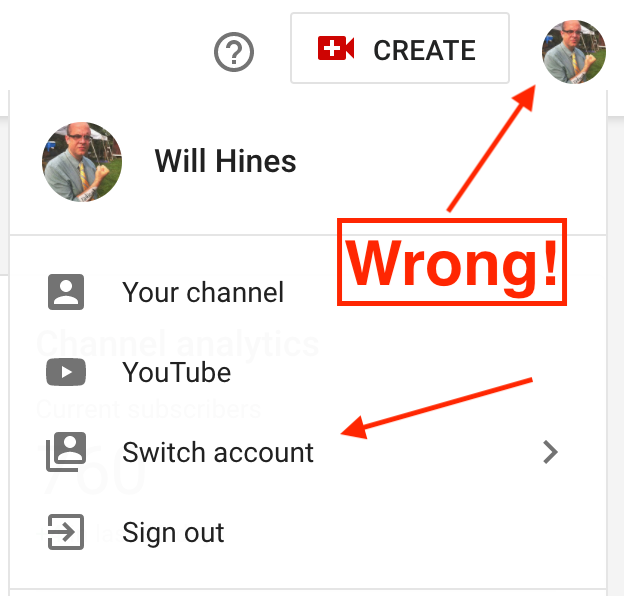 CREATE
Will Hines
Wrong!
Your channel
Channel analytics
YouTube
Current subscribers
Switch account
760
Sign out